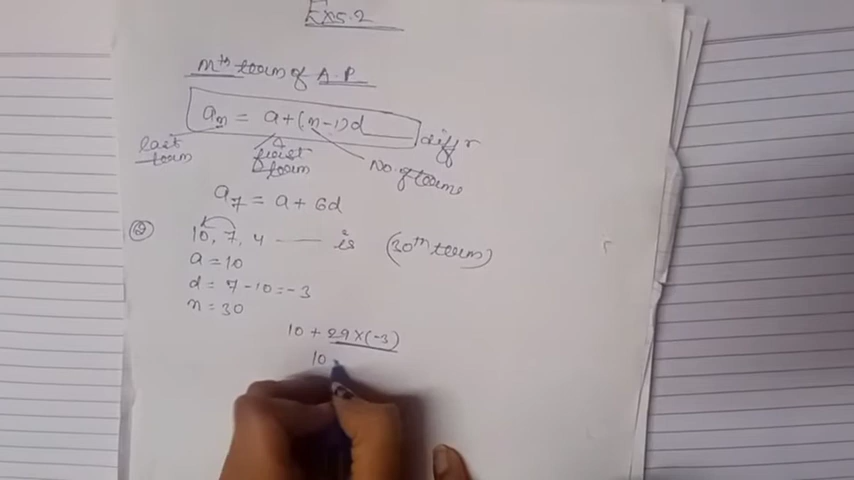 Ex 5.2
nth term of A.P
an = a+(n-1)d
diff r
last term
first term
No. of terms
a7 = a+6d
Q 10, 7, 4 —— is (30th term)
a = 10
d = 7-10 = -3
n = 30
10 + 29×(-3)
10